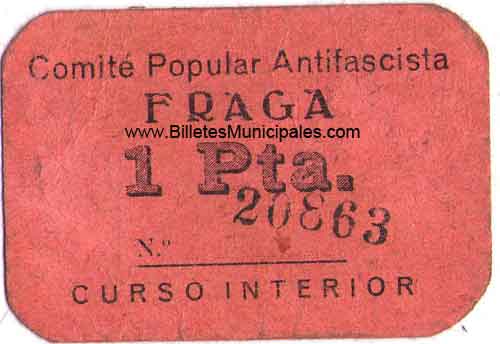 Comité Popular Antifascista
FRAGA
www.BilletesMunicipales.com
1 Pta.
20863
N.º
CURSO INTERIOR